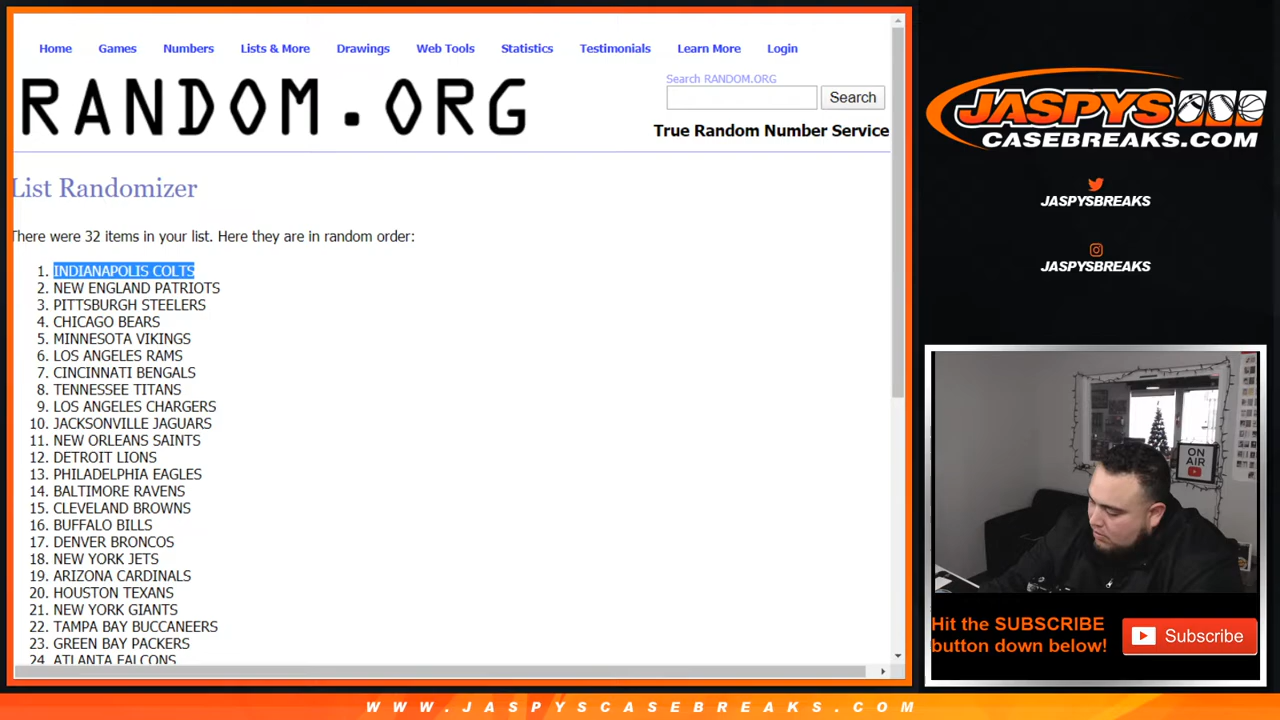 Home Games Numbers Lists & More Drawings Web Tools Statistics Testimonials Learn More Login
RANDOM.ORG
Search RANDOM.ORG
Search
True Random Number Service
List Randomizer
There were 32 items in your list. Here they are in random order:
1. INDIANAPOLIS COLTS
2. NEW ENGLAND PATRIOTS
3. PITTSBURGH STEELERS
4. CHICAGO BEARS
5. MINNESOTA VIKINGS
6. LOS ANGELES RAMS
7. CINCINNATI BENGALS
8. TENNESSEE TITANS
9. LOS ANGELES CHARGERS
10. JACKSONVILLE JAGUARS
11. NEW ORLEANS SAINTS
12. DETROIT LIONS
13. PHILADELPHIA EAGLES
14. BALTIMORE RAVENS
15. CLEVELAND BROWNS
16. BUFFALO BILLS
17. DENVER BRONCOS
18. NEW YORK JETS
19. ARIZONA CARDINALS
20. HOUSTON TEXANS
21. NEW YORK GIANTS
22. TAMPA BAY BUCCANEERS
23. GREEN BAY PACKERS
24. ATLANTA FALCONS
JASPYS
CASEBREAKS.COM
JASPYSBREAKS
JASPYSBREAKS
ON
AIR
Hit the SUBSCRIBE
button down below!
Subscribe
WWW.JASPYSCASEBREAKS.COM